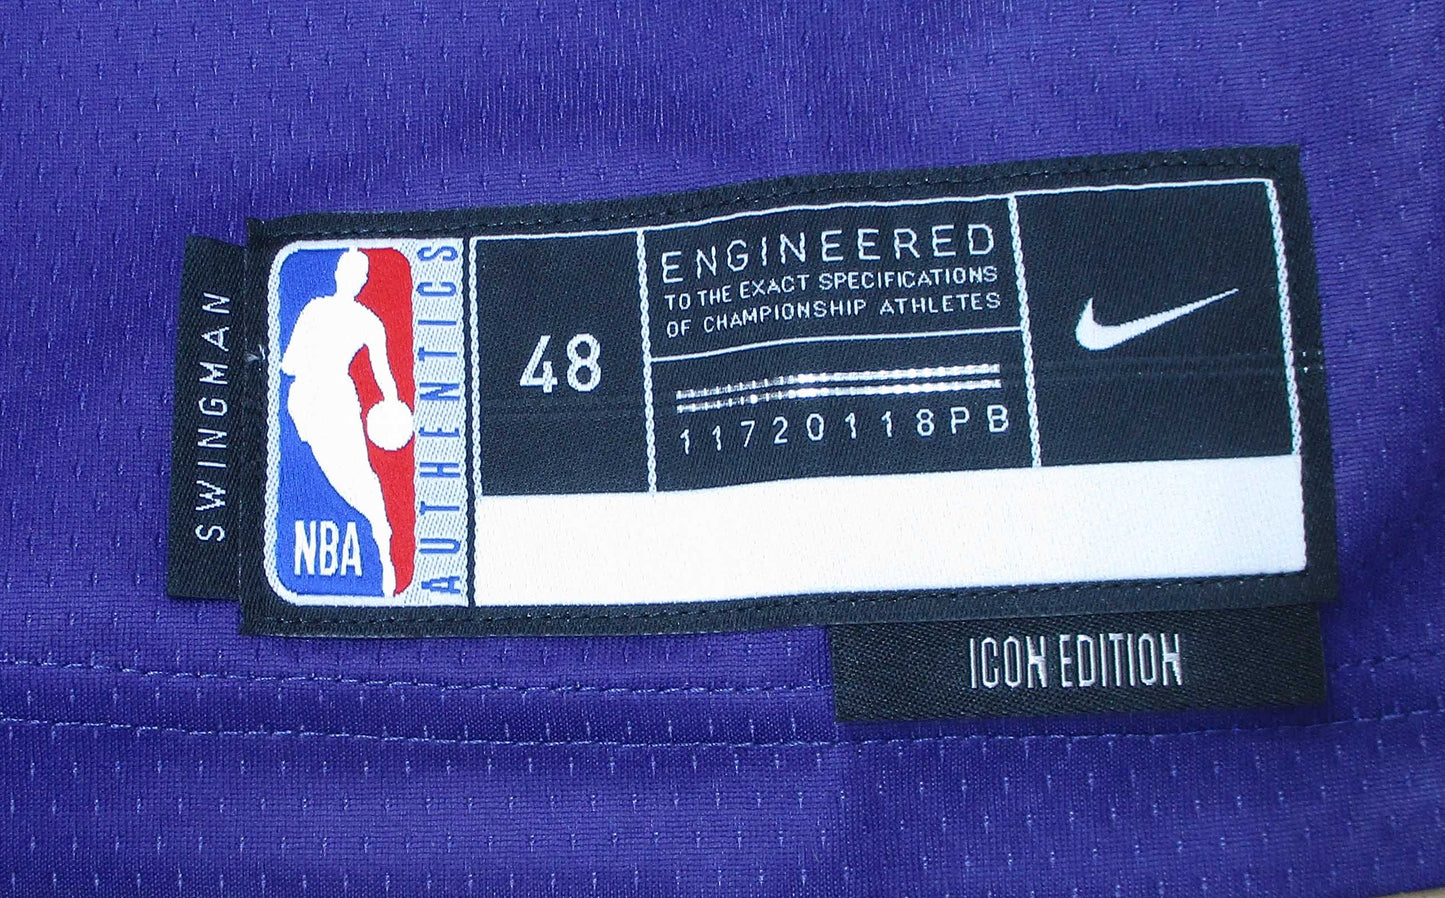 SWINGMAN
NBA
AUTHENTICS
48
ENGINEERED
TO THE EXACT SPECIFICATIONS
OF CHAMPIONSHIP ATHLETES
11720118PB
ICON EDITION